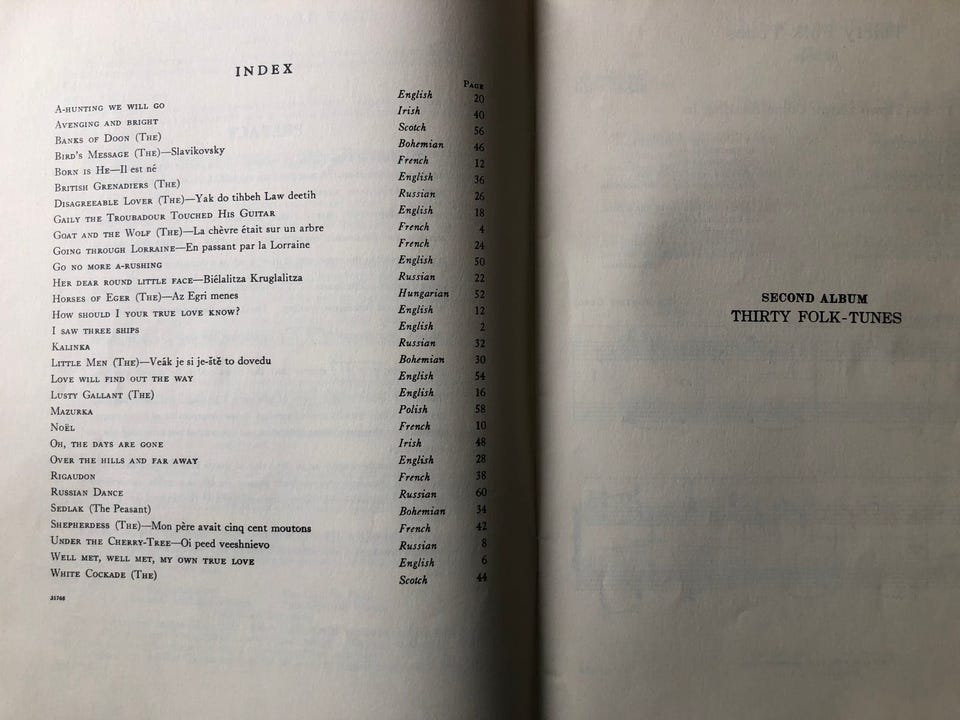 INDEX
PAGE
A-HUNTING WE WILL GO English 20
AVENGING AND BRIGHT Irish 40
BANKS OF DOON (THE) Scotch 56
BIRD'S MESSAGE (THE)—Slavikovsky Bohemian 46
BORN IS HE—Il est né French 12
BRITISH GRENADIERS (THE) English 36
DISAGREEABLE LOVER (THE)—Yak do tihbeh Law deetih Russian 26
GAILY THE TROUBADOUR TOUCHED HIS GUITAR English 18
GOAT AND THE WOLF (THE)—La chèvre était sur un arbre French 4
GOING THROUGH LORRAINE—En passant par la Lorraine French 24
GO NO MORE A-RUSHING English 50
HER DEAR ROUND LITTLE FACE—Biélalitza Kruglalitza Russian 22
HORSES OF EGER (THE)—Az Egri menes Hungarian 52
HOW SHOULD I YOUR TRUE LOVE KNOW? English 12
I SAW THREE SHIPS English 2
KALINKA Russian 32
LITTLE MEN (THE)—Veák je si je-ště to dovedu Bohemian 30
LOVE WILL FIND OUT THE WAY English 54
LUSTY GALLANT (THE) English 16
MAZURKA Polish 58
NOËL French 10
OH, THE DAYS ARE GONE Irish 48
OVER THE HILLS AND FAR AWAY English 28
RIGAUDON French 38
RUSSIAN DANCE Russian 60
SEDLAK (The Peasant) Bohemian 34
SHEPHERDESS (THE)—Mon père avait cinq cent moutons French 42
UNDER THE CHERRY-TREE—Oi peed veeshnievo Russian 8
WELL MET, WELL MET, MY OWN TRUE LOVE English 6
WHITE COCKADE (THE) Scotch 44
31766
SECOND ALBUM
THIRTY FOLK-TUNES